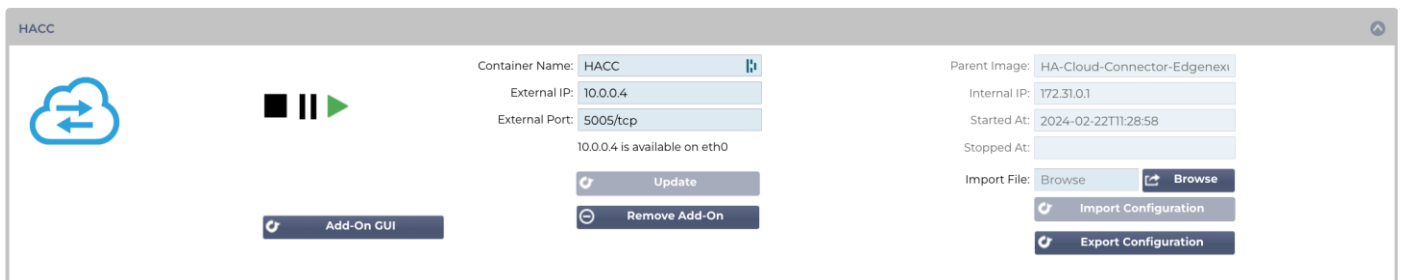 HACC
Container Name: HACC
External IP: 10.0.0.4
External Port: 5005/tcp
10.0.0.4 is available on eth0
Update
Remove Add-On
Add-On GUI
Parent Image: HA-Cloud-Connector-Edgenex
Internal IP: 172.31.0.1
Started At: 2024-02-22T11:28:58
Stopped At:
Import File: Browse Browse
Import Configuration
Export Configuration